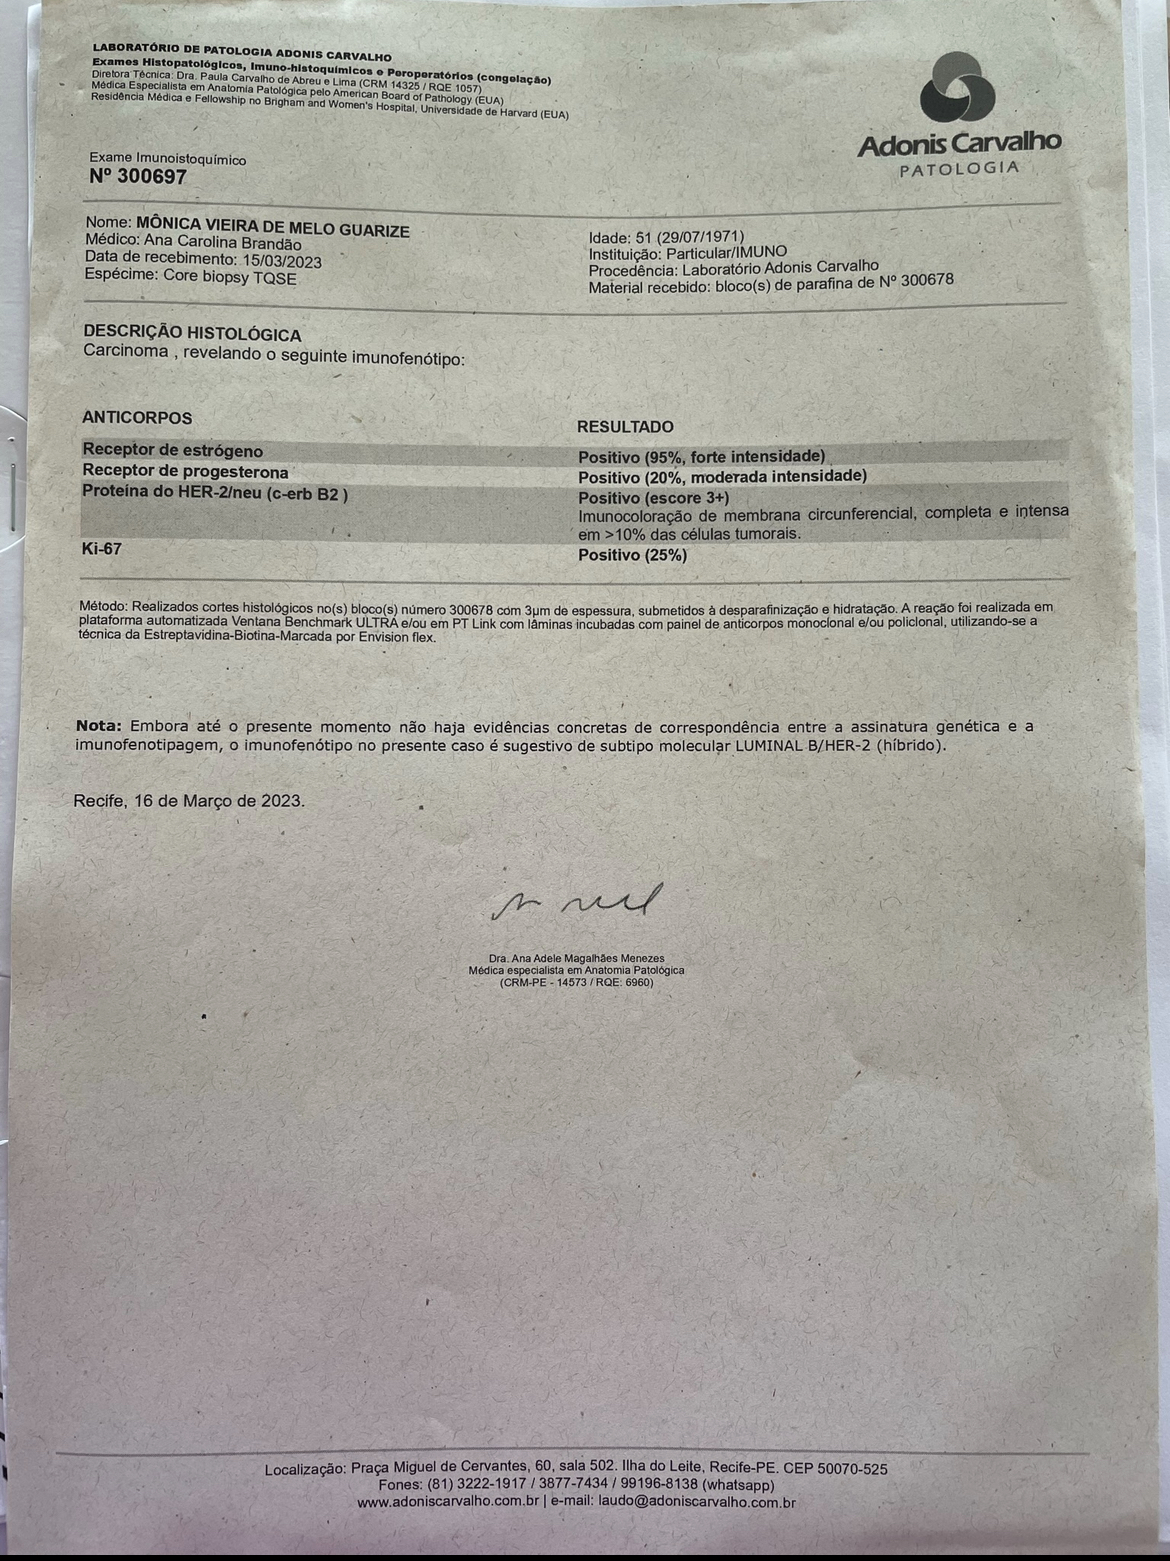 LABORATÓRIO DE PATOLOGIA ADONIS CARVALHO
Exames Histopatológicos, Imuno-histoquímicos e Peroperatórios (congelação)
Diretora Técnica: Dra. Paula Carvalho de Abreu e Lima (CRM 14325 / RQE 1057)
Médica Especialista em Anatomia Patológica pelo American Board of Pathology (EUA)
Residência Médica e Fellowship no Brigham and Women's Hospital, Universidade de Harvard (EUA)
Adonis Carvalho
PATOLOGIA
Exame Imunoistoquímico
Nº 300697
Nome: MÔNICA VIEIRA DE MELO GUARIZE
Médico: Ana Carolina Brandão
Data de recebimento: 15/03/2023
Espécime: Core biopsy TQSE
Idade: 51 (29/07/1971)
Instituição: Particular/IMUNO
Procedência: Laboratório Adonis Carvalho
Material recebido: bloco(s) de parafina de Nº 300678
DESCRIÇÃO HISTOLÓGICA
Carcinoma , revelando o seguinte imunofenótipo:
ANTICORPOS RESULTADO
Receptor de estrógeno Positivo (95%, forte intensidade)
Receptor de progesterona Positivo (20%, moderada intensidade)
Proteína do HER-2/neu (c-erb B2 ) Positivo (escore 3+)
Imunocoloração de membrana circunferencial, completa e intensa
em >10% das células tumorais.
Ki-67 Positivo (25%)
Método: Realizados cortes histológicos no(s) bloco(s) número 300678 com 3µm de espessura, submetidos à desparafinização e hidratação. A reação foi realizada em
plataforma automatizada Ventana Benchmark ULTRA e/ou em PT Link com lâminas incubadas com painel de anticorpos monoclonal e/ou policlonal, utilizando-se a
técnica da Estreptavidina-Biotina-Marcada por Envision flex.
Nota: Embora até o presente momento não haja evidências concretas de correspondência entre a assinatura genética e a
imunofenotipagem, o imunofenótipo no presente caso é sugestivo de subtipo molecular LUMINAL B/HER-2 (híbrido).
Recife, 16 de Março de 2023.
Dra. Ana Adele Magalhães Menezes
Médica especialista em Anatomia Patológica
(CRM-PE - 14573 / RQE: 6960)
Localização: Praça Miguel de Cervantes, 60, sala 502. Ilha do Leite, Recife-PE. CEP 50070-525
Fones: (81) 3222-1917 / 3877-7434 / 99196-8138 (whatsapp)
www.adoniscarvalho.com.br | e-mail: laudo@adoniscarvalho.com.br